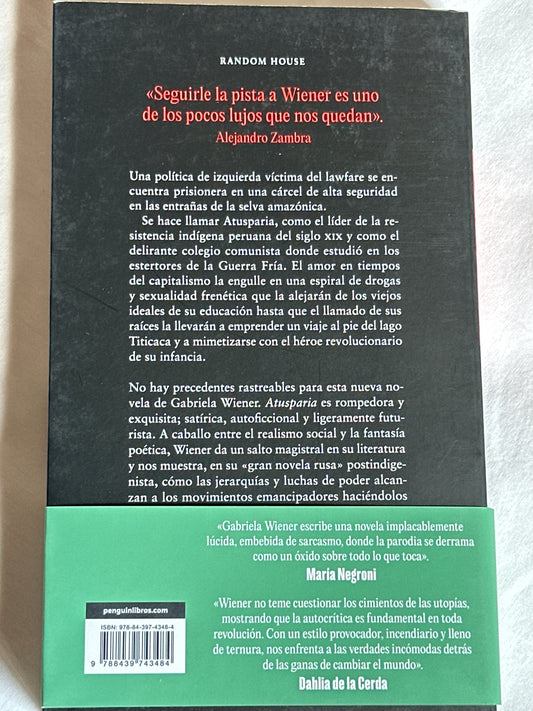 RANDOM HOUSE
«Seguirle la pista a Wiener es uno
de los pocos lujos que nos quedan».
Alejandro Zambra
Una política de izquierda víctima del lawfare se en-
cuentra prisionera en una cárcel de alta seguridad
en las entrañas de la selva amazónica.
Se hace llamar Atusparia, como el líder de la re-
sistencia indígena peruana del siglo XIX y como el
delirante colegio comunista donde estudió en los
estertores de la Guerra Fría. El amor en tiempos
del capitalismo la engulle en una espiral de drogas
y sexualidad frenética que la alejarán de los viejos
ideales de su educación hasta que el llamado de sus
raíces la llevarán a emprender un viaje al pie del lago
Titicaca y a mimetizarse con el héroe revolucionario
de su infancia.
No hay precedentes rastreables para esta nueva no-
vela de Gabriela Wiener. Atusparia es rompedora y
exquisita; satírica, autoficcional y ligeramente futu-
rista. A caballo entre el realismo social y la fantasía
poética, Wiener da un salto magistral en su literatura
y nos muestra, en su «gran novela rusa» postindige-
nista, cómo las jerarquías y luchas de poder alcan-
zan a los movimientos emancipadores haciéndolos
«Gabriela Wiener escribe una novela implacablemente
lúcida, embebida de sarcasmo, donde la parodia se derrama
como un óxido sobre todo lo que toca».
María Negroni
«Wiener no teme cuestionar los cimientos de las utopías,
mostrando que la autocrítica es fundamental en toda
revolución. Con un estilo provocador, incendiario y lleno
de ternura, nos enfrenta a las verdades incómodas detrás
de las ganas de cambiar el mundo».
Dahlia de la Cerda
penguinlibros.com
ISBN: 978-84-397-4348-4
9 788439 743484